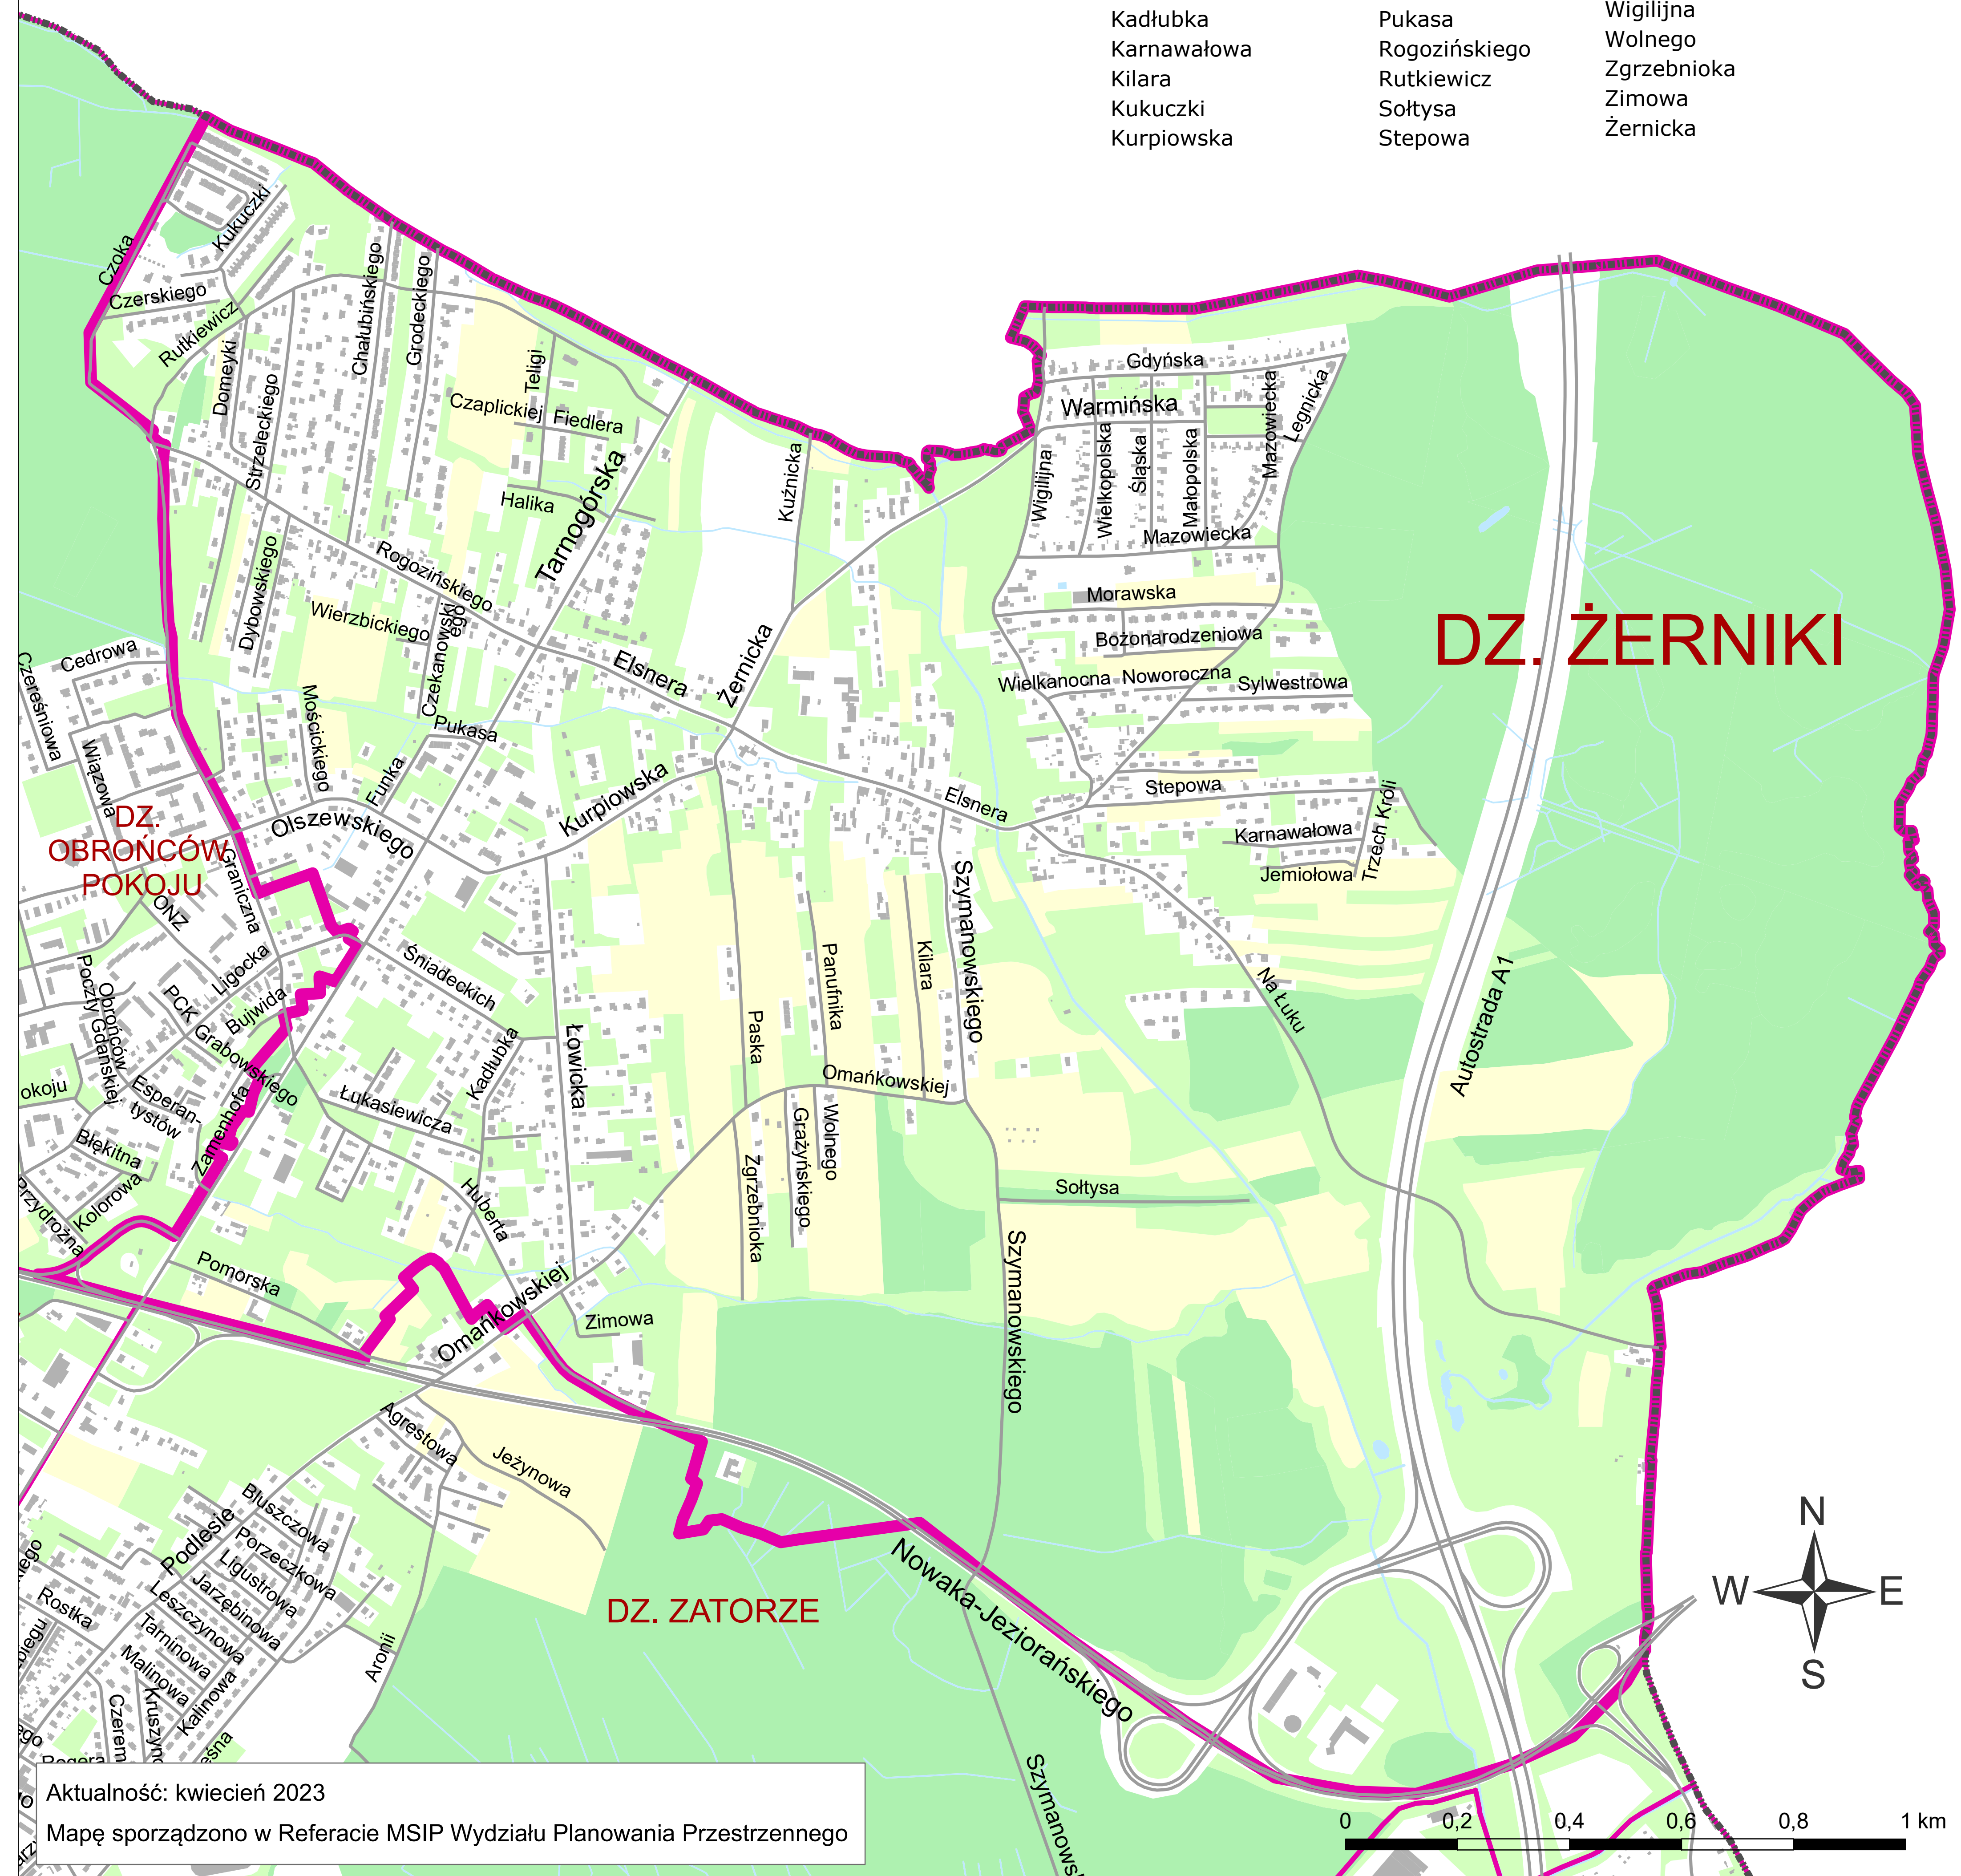 Kadłubka
Karnawałowa
Kilara
Kukuczki
Kurpiowska
Pukasa
Rogozińskiego
Rutkiewicz
Sołtysa
Stepowa
Wigilijna
Wolnego
Zgrzebnioka
Zimowa
Żernicka
Kukuczki
Czoka
Czerskiego
Rutkiewicz
Domeyki
Strzeleckiego
Chałubińskiego
Grodeckiego
Teligi
Czaplickiej
Fiedlera
Halika
Tarnogórska
Kuźnicka
Gdyńska
Warmińska
Wigilijna
Wielkopolska
Śląska
Małopolska
Mazowiecka
Legnicka
Mazowiecka
Morawska
Bożonarodzeniowa
Wielkanocna
Noworoczna
Sylwestrowa
DZ. ŻERNIKI
Rogozińskiego
Dybowskiego
Wierzbickiego
Czekanowski
ego
Elsnera
Żernicka
Cedrowa
Czereśniowa
Wiązowa
Mościckiego
Pukasa
Funka
Olszewskiego
Kurpiowska
Elsnera
Stepowa
Karnawałowa
Jemiołowa
Trzech Króli
DZ.
OBROŃCÓW
POKOJU
Graniczna
ONZ
Ligocka
PCK
Bujwida
Grabowskiego
Obrońców
Poczty Gdańskiej
okoju
Esperan-
tystów
Błękitna
Kolorowa
Przydrożna
Zamenhofa
Śniadeckich
Kadłubka
Łukasiewicza
Łowicka
Huberta
Paska
Panufnika
Kilara
Szymanowskiego
Omańkowskiej
Grażyńskiego
Wolnego
Zgrzebnioka
Na Łuku
Autostrada A1
Sołtysa
Szymanowskiego
Pomorska
Omańkowskiej
Zimowa
Agrestowa
Jeżynowa
Podlesie
Bluszczowa
Porzeczkowa
Ligustrowa
Jarzębinowa
Leszczynowa
Tarninowa
Malinowa
Kalinowa
Rostka
Aronii
DZ. ZATORZE
Nowaka-Jeziorańskiego
Szymanows
N
W
E
S
Aktualność: kwiecień 2023
Mapę sporządzono w Referacie MSIP Wydziału Planowania Przestrzennego
0 0,2 0,4 0,6 0,8 1 km